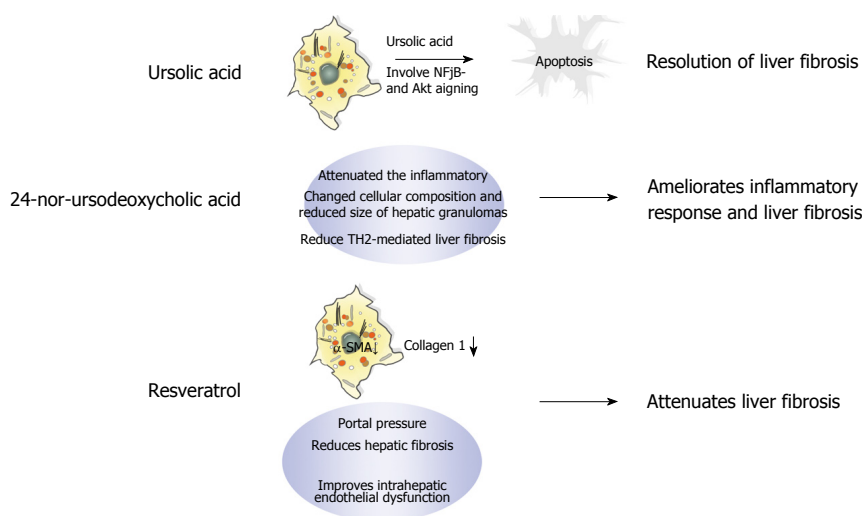 Ursolic acid
Ursolic acid
Involve NFjB-
and Akt aigning
Apoptosis
Resolution of liver fibrosis
24-nor-ursodeoxycholic acid
Attenuated the inflammatory
Changed cellular composition and
reduced size of hepatic granulomas
Reduce TH2-mediated liver fibrosis
Ameliorates inflammatory
response and liver fibrosis
Resveratrol
α-SMA↓
Collagen 1 ↓
Portal pressure
Reduces hepatic fibrosis
Improves intrahepatic
endothelial dysfunction
Attenuates liver fibrosis